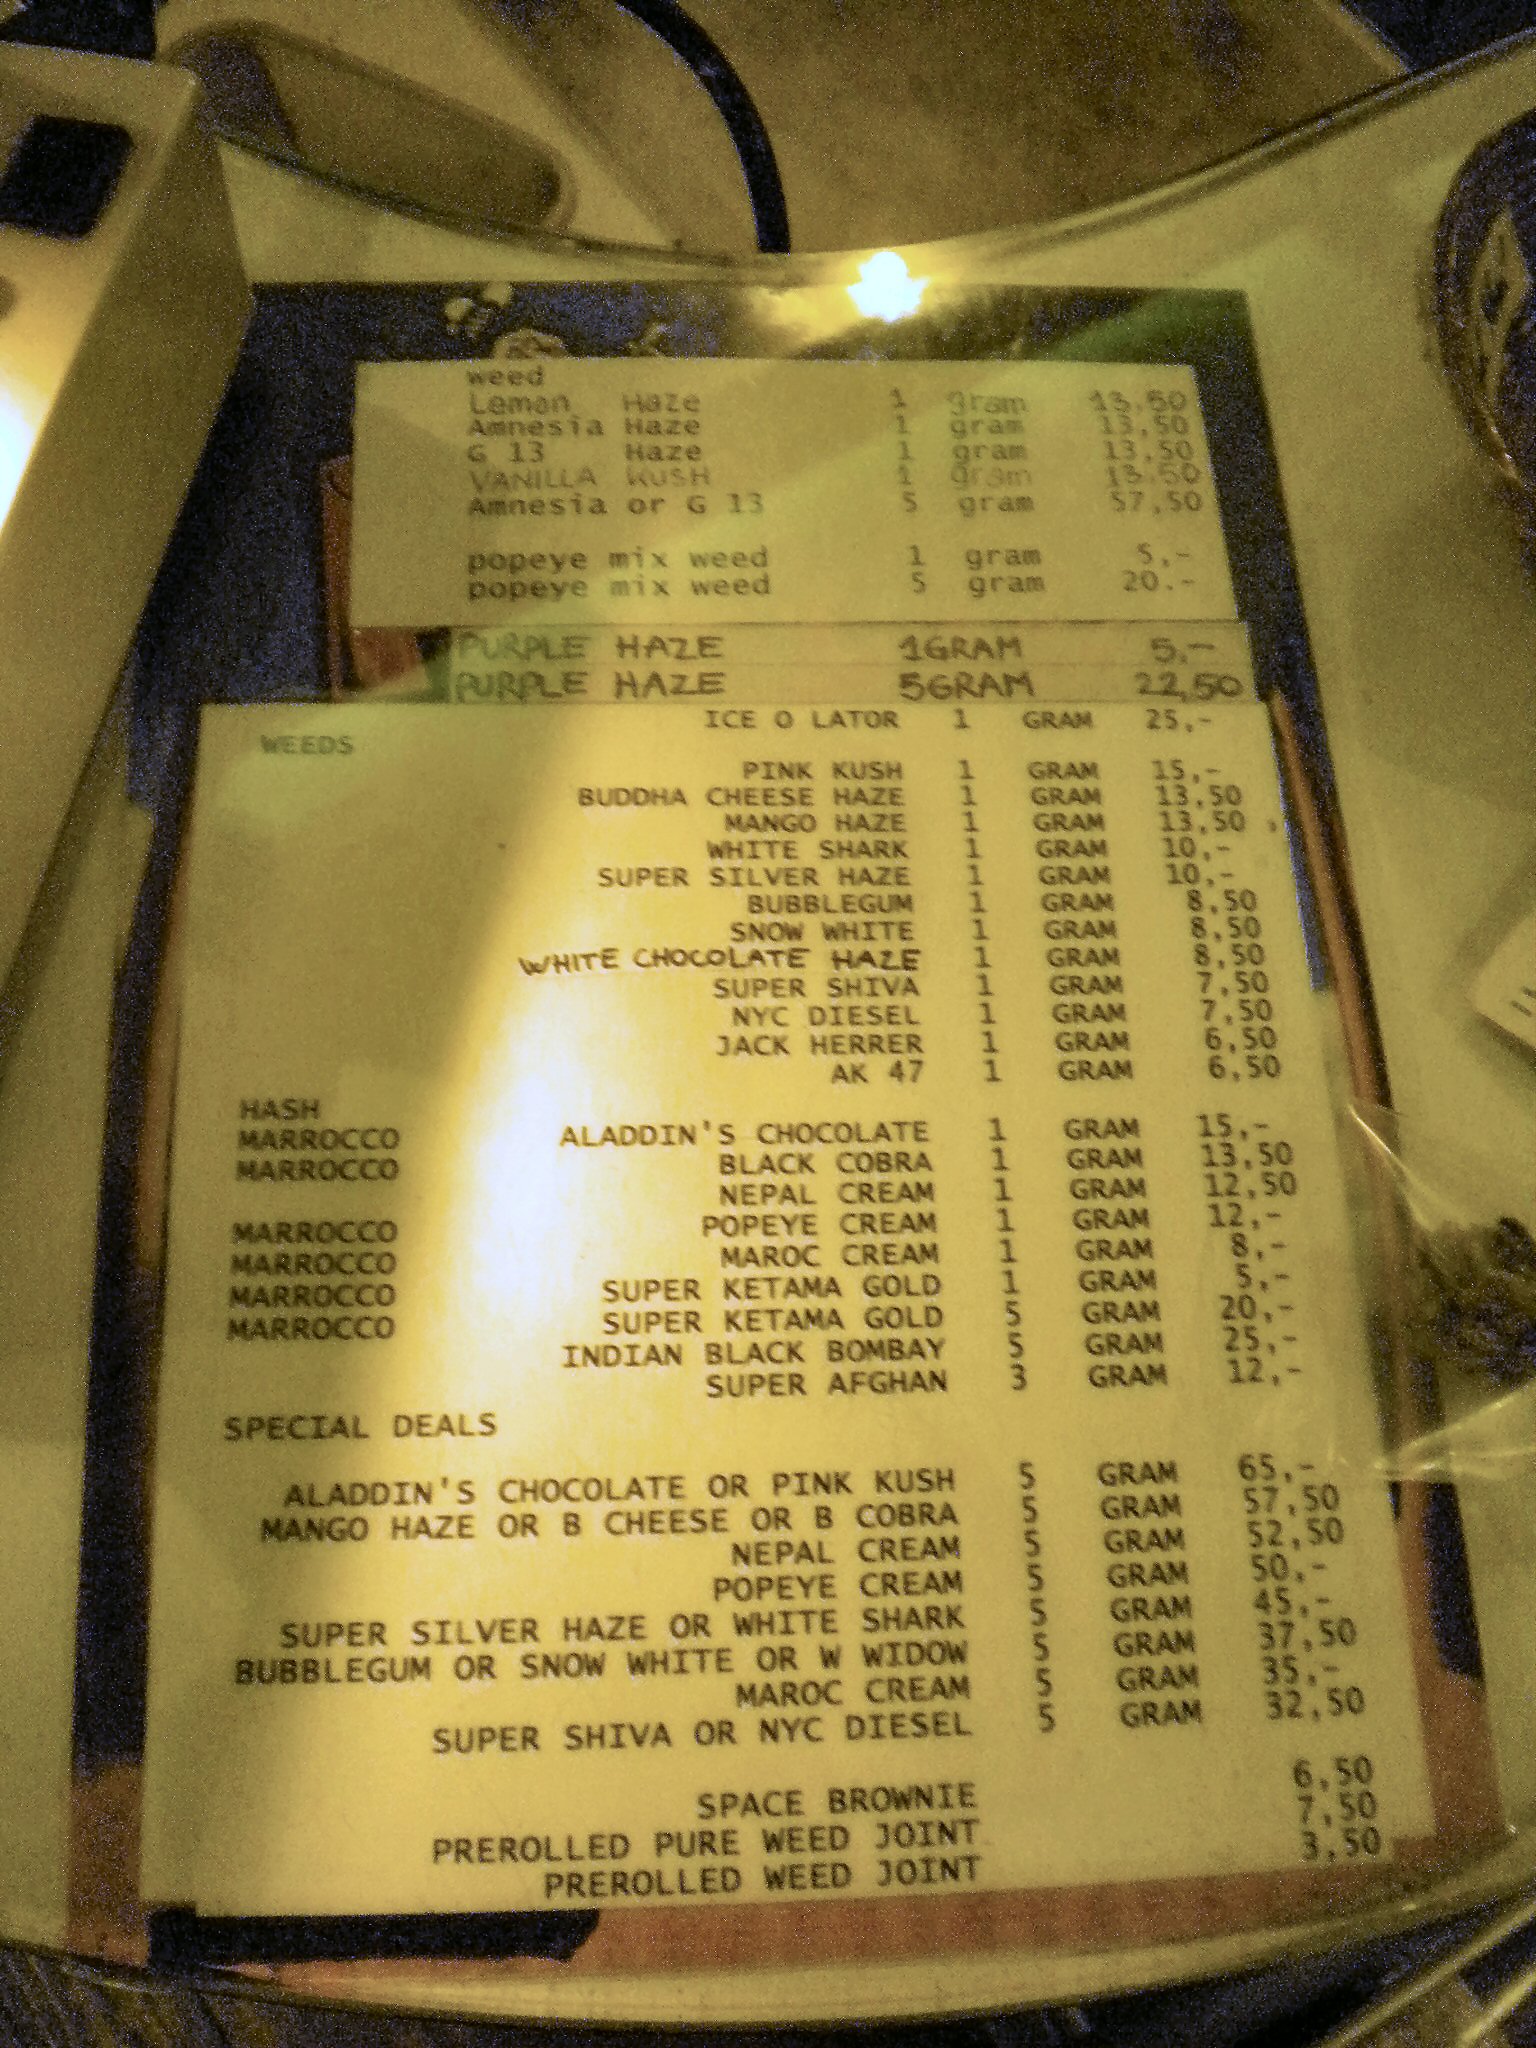 weed
Lemon Haze 1 gram 13,50
Amnesia Haze 1 gram 13,50
G 13 Haze 1 gram 13,50
VANILLA KUSH 1 gram 13.50
Amnesia or G 13 5 gram 57,50
popeye mix weed 1 gram 5,-
popeye mix weed 5 gram 20.-
PURPLE HAZE 1GRAM 5,-
PURPLE HAZE 5GRAM 22,50
ICE O LATOR 1 GRAM 25,-
WEEDS
PINK KUSH 1 GRAM 15,-
BUDDHA CHEESE HAZE 1 GRAM 13,50
MANGO HAZE 1 GRAM 13,50
WHITE SHARK 1 GRAM 10,-
SUPER SILVER HAZE 1 GRAM 10,-
BUBBLEGUM 1 GRAM 8,50
SNOW WHITE 1 GRAM 8,50
WHITE CHOCOLATE HAZE 1 GRAM 8,50
SUPER SHIVA 1 GRAM 7,50
NYC DIESEL 1 GRAM 7,50
JACK HERRER 1 GRAM 6,50
AK 47 1 GRAM 6,50
HASH
MARROCCO ALADDIN'S CHOCOLATE 1 GRAM 15,-
MARROCCO BLACK COBRA 1 GRAM 13,50
NEPAL CREAM 1 GRAM 12,50
MARROCCO POPEYE CREAM 1 GRAM 12,-
MARROCCO MAROC CREAM 1 GRAM 8,-
MARROCCO SUPER KETAMA GOLD 1 GRAM 5,-
MARROCCO SUPER KETAMA GOLD 5 GRAM 20,-
INDIAN BLACK BOMBAY 5 GRAM 25,-
SUPER AFGHAN 3 GRAM 12,-
SPECIAL DEALS
ALADDIN'S CHOCOLATE OR PINK KUSH 5 GRAM 65,-
MANGO HAZE OR B CHEESE OR B COBRA 5 GRAM 57,50
NEPAL CREAM 5 GRAM 52,50
POPEYE CREAM 5 GRAM 50,-
SUPER SILVER HAZE OR WHITE SHARK 5 GRAM 45,-
BUBBLEGUM OR SNOW WHITE OR W WIDOW 5 GRAM 37,50
MAROC CREAM 5 GRAM 35,-
SUPER SHIVA OR NYC DIESEL 5 GRAM 32,50
SPACE BROWNIE 6,50
PREROLLED PURE WEED JOINT 7,50
PREROLLED WEED JOINT 3,50